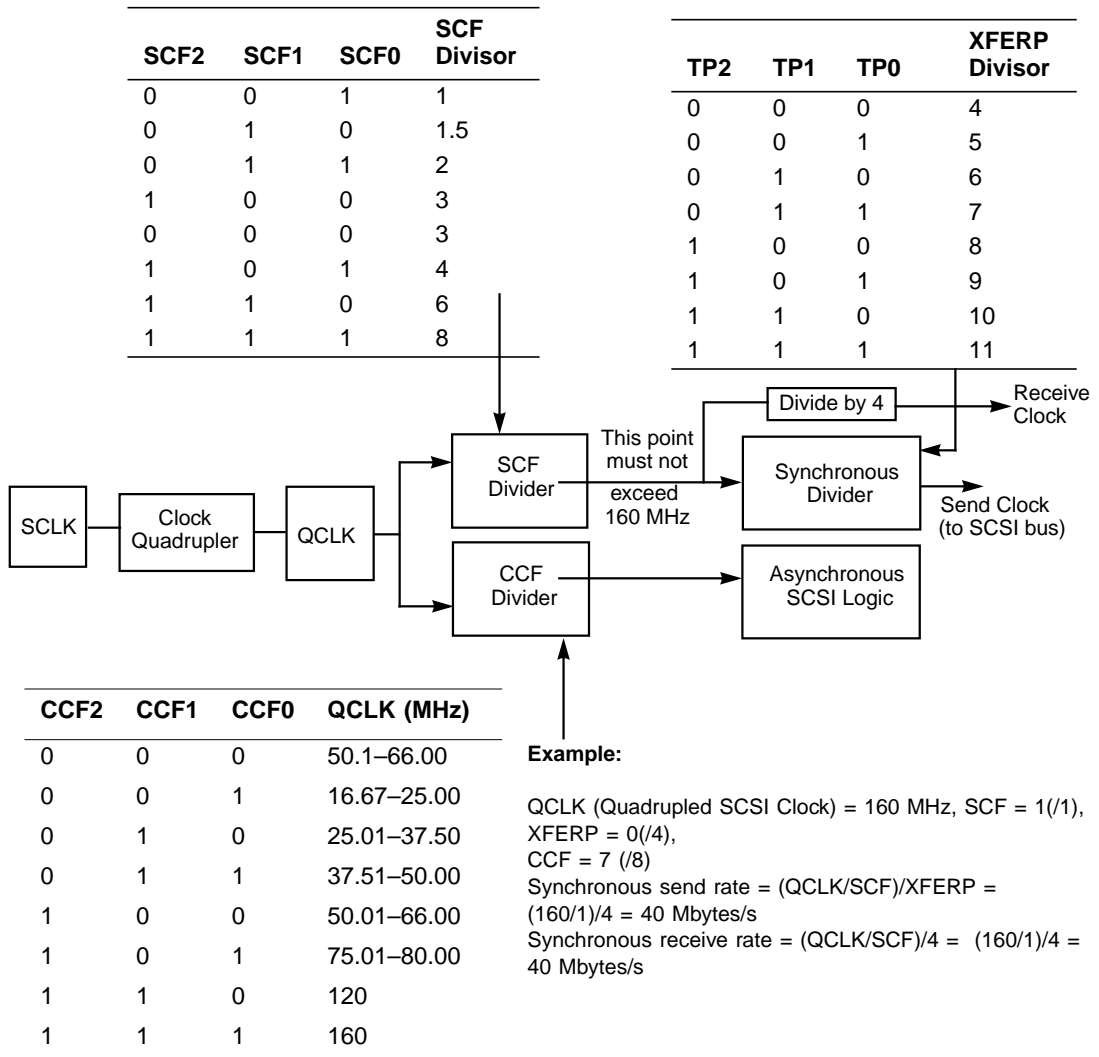 SCF2 SCF1 SCF0 SCF Divisor
0 0 1 1
0 1 0 1.5
0 1 1 2
1 0 0 3
0 0 0 3
1 0 1 4
1 1 0 6
1 1 1 8
TP2 TP1 TP0 XFERP Divisor
0 0 0 4
0 0 1 5
0 1 0 6
0 1 1 7
1 0 0 8
1 0 1 9
1 1 0 10
1 1 1 11
Divide by 4
Receive
Clock
This point
must not
exceed
160 MHz
SCF
Divider
Synchronous
Divider
Send Clock
(to SCSI bus)
SCLK
Clock
Quadrupler
QCLK
CCF
Divider
Asynchronous
SCSI Logic
CCF2 CCF1 CCF0 QCLK (MHz)
0 0 0 50.1–66.00
0 0 1 16.67–25.00
0 1 0 25.01–37.50
0 1 1 37.51–50.00
1 0 0 50.01–66.00
1 0 1 75.01–80.00
1 1 0 120
1 1 1 160
Example:
QCLK (Quadrupled SCSI Clock) = 160 MHz, SCF = 1(/1),
XFERP = 0(/4),
CCF = 7 (/8)
Synchronous send rate = (QCLK/SCF)/XFERP =
(160/1)/4 = 40 Mbytes/s
Synchronous receive rate = (QCLK/SCF)/4 = (160/1)/4 =
40 Mbytes/s